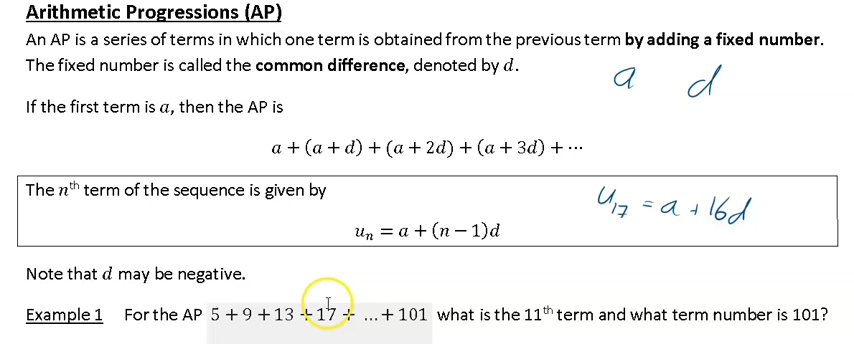 Arithmetic Progressions (AP)
An AP is a series of terms in which one term is obtained from the previous term by adding a fixed number.
The fixed number is called the common difference, denoted by d.
a d
If the first term is a, then the AP is
a + (a + d) + (a + 2d) + (a + 3d) + ⋯
The nᵗʰ term of the sequence is given by
u₁₇ = a + 16d
uₙ = a + (n − 1)d
Note that d may be negative.
Example 1 For the AP 5 + 9 + 13 + 17 + … + 101 what is the 11ᵗʰ term and what term number is 101?